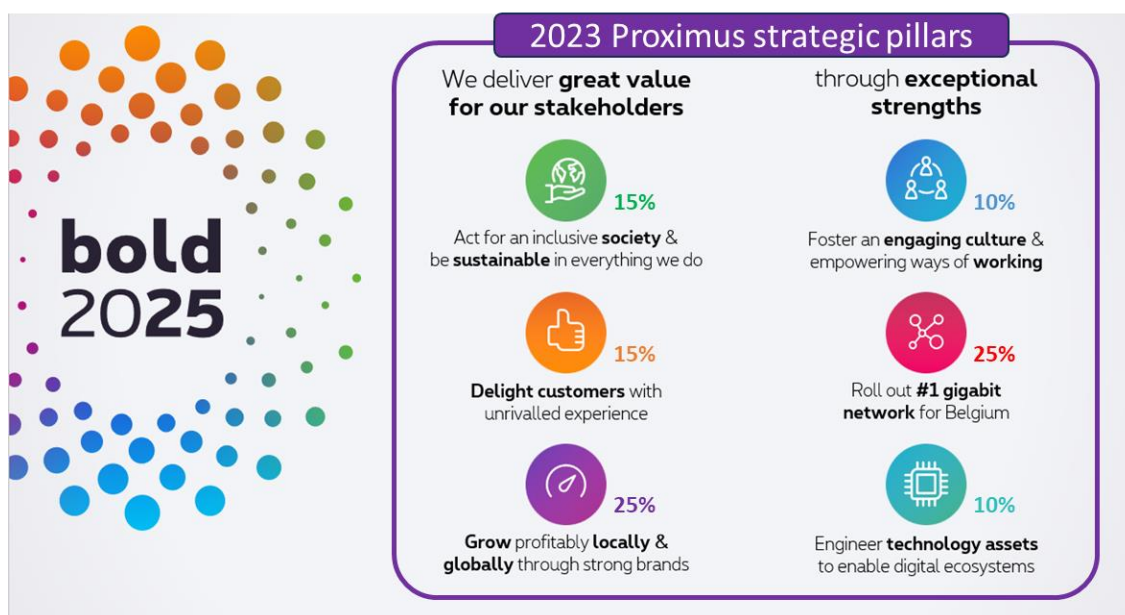 2023 Proximus strategic pillars
bold
2025
We deliver great value
for our stakeholders
15%
Act for an inclusive society &
be sustainable in everything we do
15%
Delight customers with
unrivalled experience
25%
Grow profitably locally &
globally through strong brands
through exceptional
strengths
10%
Foster an engaging culture &
empowering ways of working
25%
Roll out #1 gigabit
network for Belgium
10%
Engineer technology assets
to enable digital ecosystems